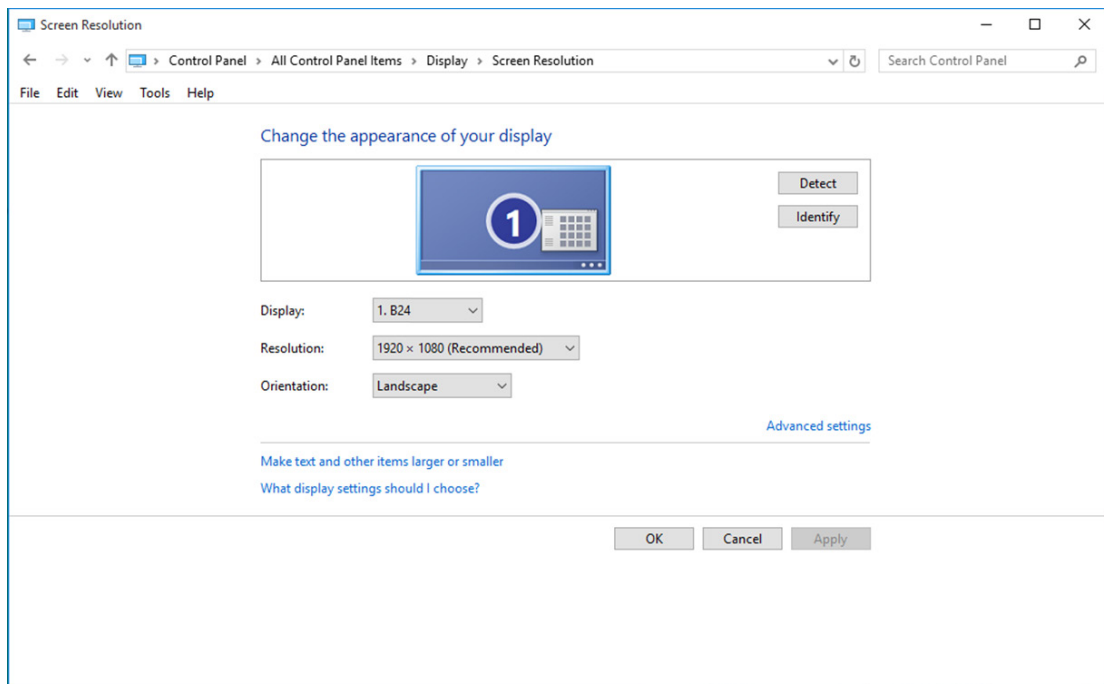 Screen Resolution
Control Panel > All Control Panel Items > Display > Screen Resolution
Search Control Panel
File Edit View Tools Help
Change the appearance of your display
1
Detect
Identify
Display: 1. B24
Resolution: 1920 × 1080 (Recommended)
Orientation: Landscape
Advanced settings
Make text and other items larger or smaller
What display settings should I choose?
OK Cancel Apply